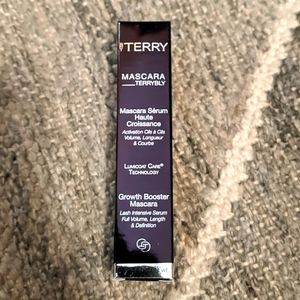 TERRY
MASCARA
TERRYBLY
Mascara Sérum
Haute
Croissance
Activation Cils à Cils
Volume, Longueur
& Courbe
LUMICOAT CARE®
TECHNOLOGY
Growth Booster
Mascara
Lash Intensive Serum
Full Volume, Length
& Definition